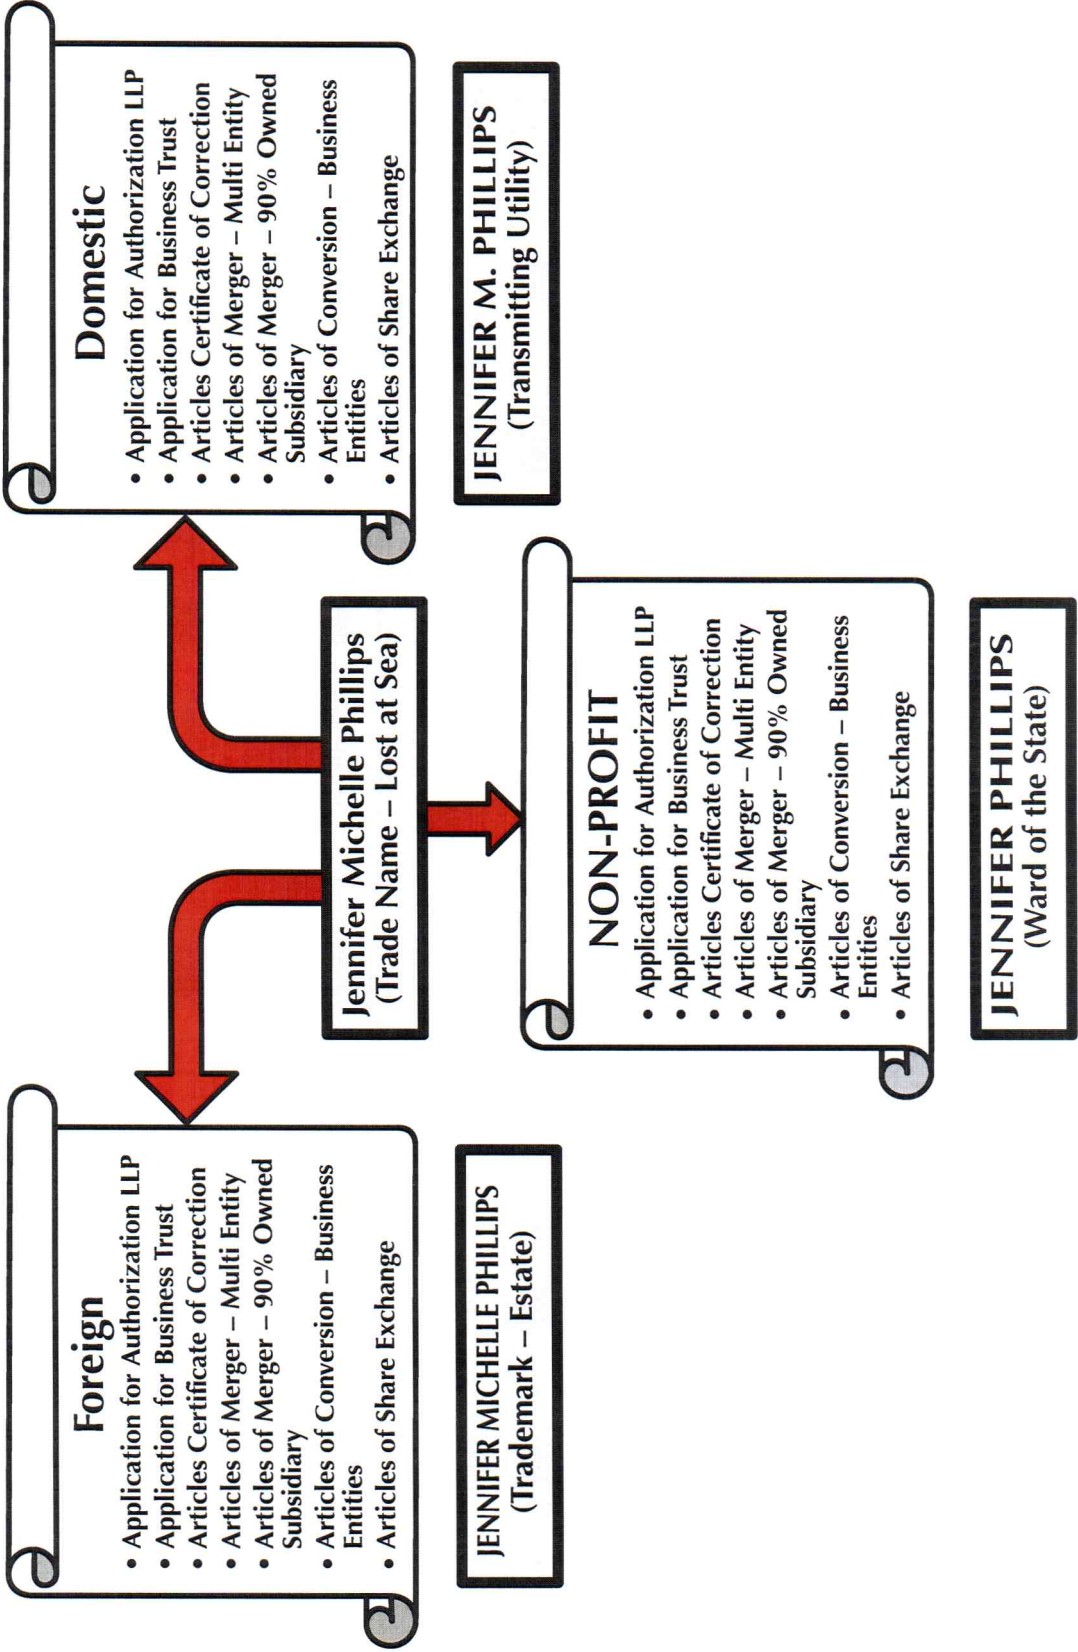 Foreign
• Application for Authorization LLP
• Application for Business Trust
• Articles Certificate of Correction
• Articles of Merger – Multi Entity
• Articles of Merger – 90% Owned
Subsidiary
• Articles of Conversion – Business
Entities
• Articles of Share Exchange
JENNIFER MICHELLE PHILLIPS
(Trademark – Estate)
Jennifer Michelle Phillips
(Trade Name – Lost at Sea)
Domestic
• Application for Authorization LLP
• Application for Business Trust
• Articles Certificate of Correction
• Articles of Merger – Multi Entity
• Articles of Merger – 90% Owned
Subsidiary
• Articles of Conversion – Business
Entities
• Articles of Share Exchange
JENNIFER M. PHILLIPS
(Transmitting Utility)
NON-PROFIT
• Application for Authorization LLP
• Application for Business Trust
• Articles Certificate of Correction
• Articles of Merger – Multi Entity
• Articles of Merger – 90% Owned
Subsidiary
• Articles of Conversion – Business
Entities
• Articles of Share Exchange
JENNIFER PHILLIPS
(Ward of the State)